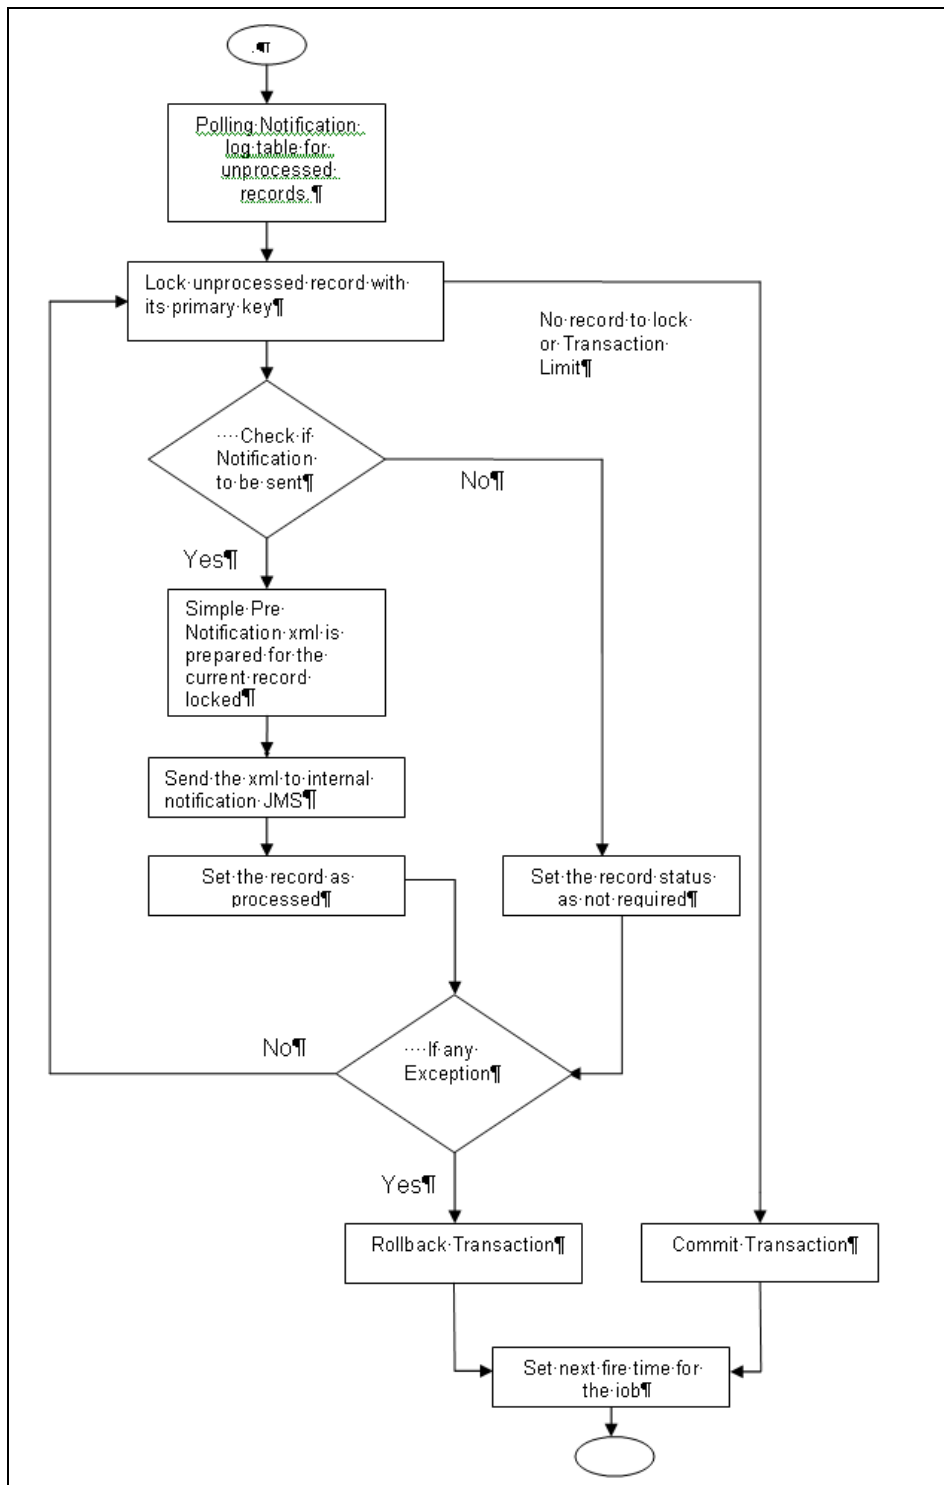 .¶
Polling·Notification·
log·table·for·
unprocessed·
records.¶
Lock·unprocessed·record·with·
its·primary·key¶
No·record·to·lock·
or·Transaction·
Limit¶
····Check·if·
Notification·
to·be·sent¶
No¶
Yes¶
Simple·Pre·
Notification·xml·is·
prepared·for·the·
current·record·
locked¶
Send·the·xml·to·internal·
notification·JMS¶
Set·the·record·as·
processed¶
Set·the·record·status·
as·not·required¶
No¶
····If·any·
Exception¶
Yes¶
Rollback·Transaction¶
Commit·Transaction¶
Set·next·fire·time·for·
the·job¶